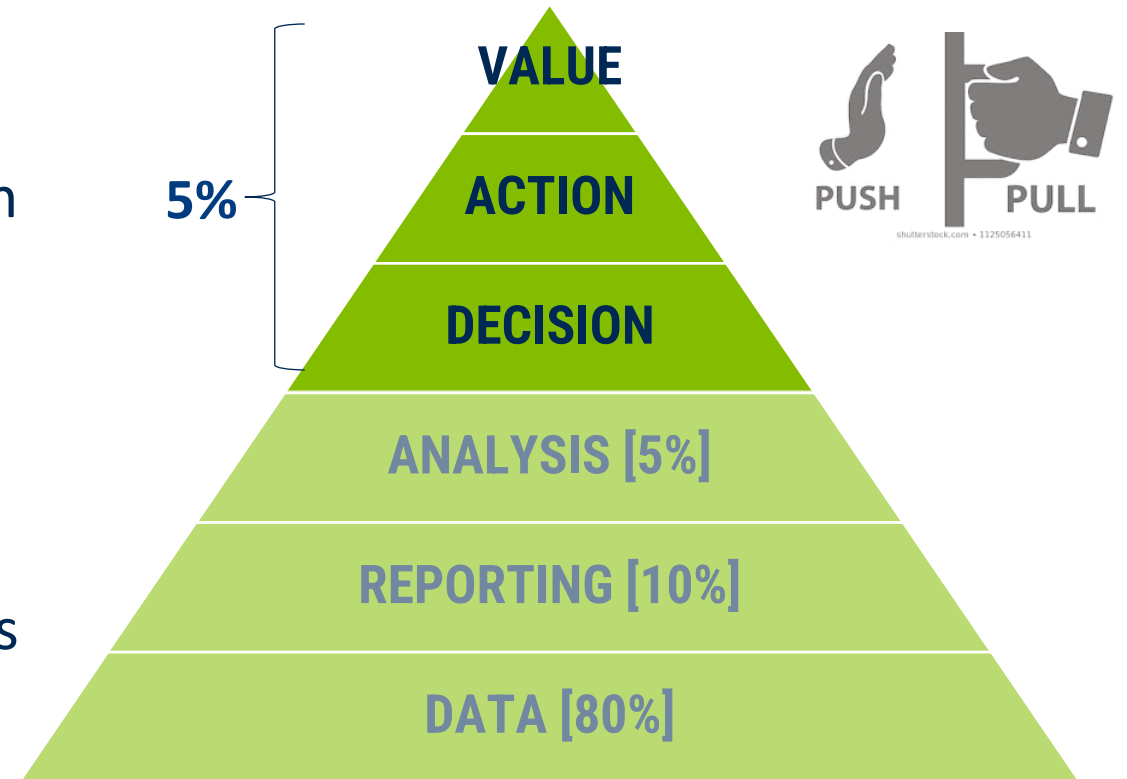 VALUE
5%
ACTION
DECISION
ANALYSIS [5%]
REPORTING [10%]
DATA [80%]
PUSH
PULL
shutterstock.com • 1125056411
n
s